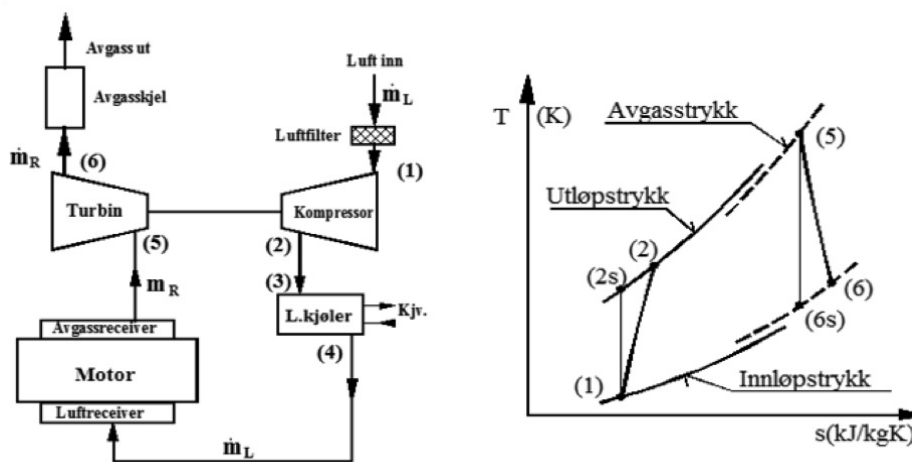 Avgass ut
Avgasskjel
ṁR
(6)
Turbin
(5)
ṁR
Avgassreceiver
Motor
Luftreceiver
ṁL
Luft inn
ṁL
Luftfilter
(1)
Kompressor
(2)
(3)
L.kjøler
Kjv.
(4)
T
(K)
Avgasstrykk
(5)
Utløpstrykk
(2)
(2s)
(6)
(6s)
(1)
Innløpstrykk
s(kJ/kgK)